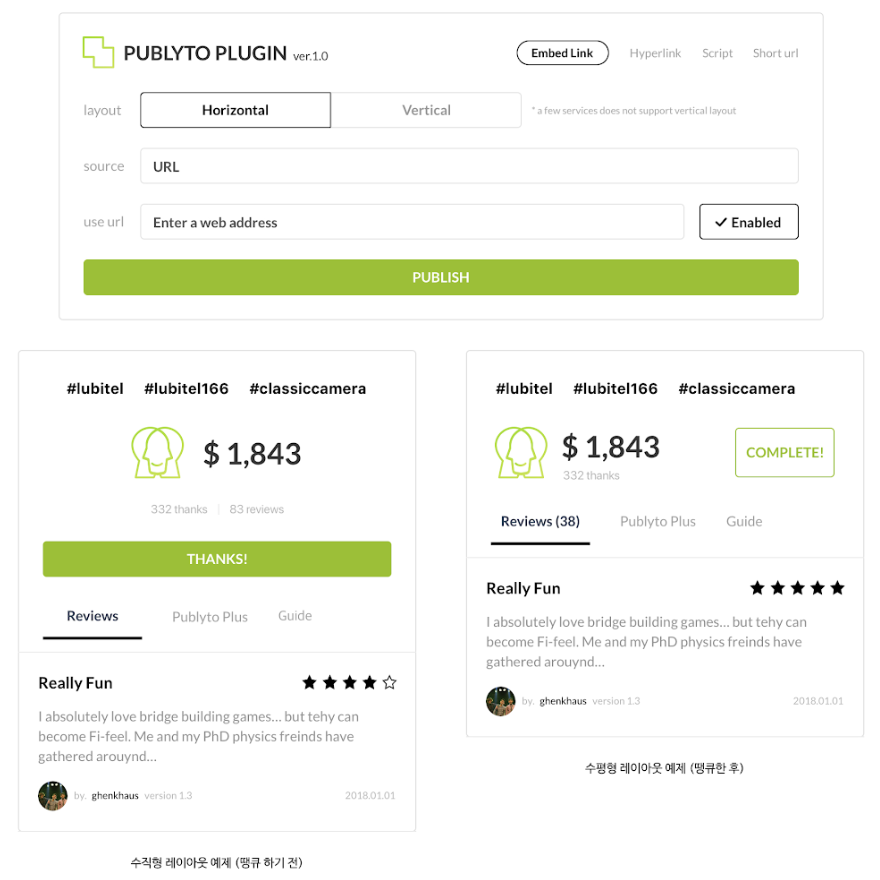 PUBLYTO PLUGIN ver.1.0
Embed Link Hyperlink Script Short url
layout Horizontal Vertical * a few services does not support vertical layout
source URL
use url Enter a web address Enabled
PUBLISH
#lubitel #lubitel166 #classiccamera
$ 1,843
332 thanks 83 reviews
THANKS!
Reviews Publyto Plus Guide
Really Fun
I absolutely love bridge building games... but tehy can
become Fi-feel. Me and my PhD physics freinds have
gathered arouynd...
by. ghenkhaus version 1.3 2018.01.01
수직형 레이아웃 예제 (땡큐 하기 전)
#lubitel #lubitel166 #classiccamera
$ 1,843
332 thanks
COMPLETE!
Reviews (38) Publyto Plus Guide
Really Fun
I absolutely love bridge building games... but tehy can
become Fi-feel. Me and my PhD physics freinds have
gathered arouynd...
by. ghenkhaus version 1.3 2018.01.01
수평형 레이아웃 예제 (땡큐한 후)